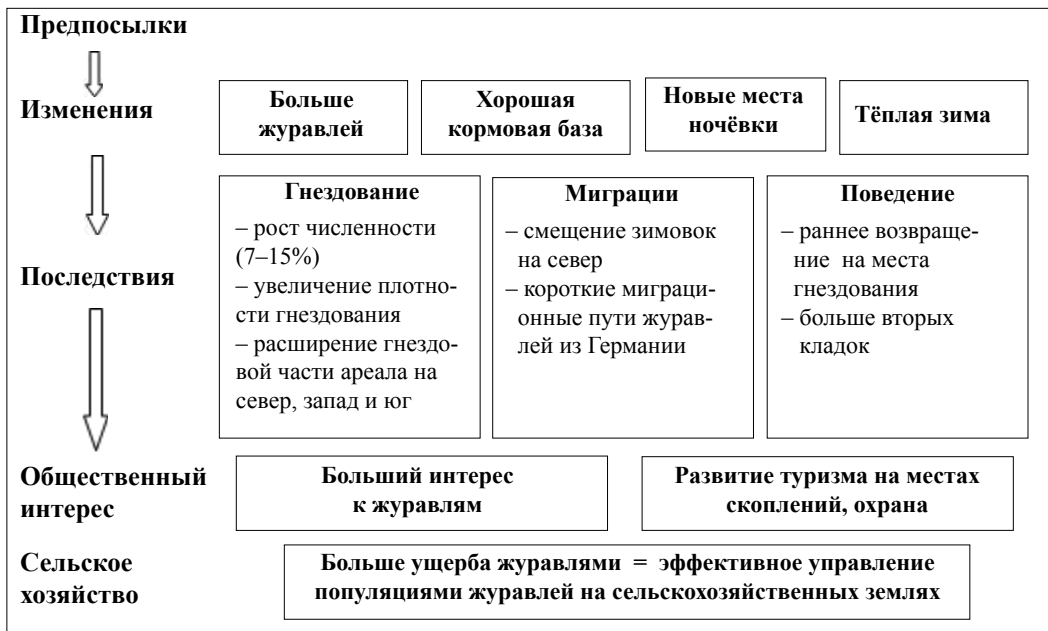 Предпосылки
Изменения
Больше
журавлей
Хорошая
кормовая база
Новые места
ночёвки
Тёплая зима
Последствия
Гнездование
– рост численности
(7–15%)
– увеличение плотно-
сти гнездования
– расширение гнездо-
вой части ареала на
север, запад и юг
Миграции
– смещение зимовок
на север
– короткие миграци-
онные пути журав-
лей из Германии
Поведение
– раннее возвраще-
ние на места
гнездования
– больше вторых
кладок
Общественный
интерес
Больший интерес
к журавлям
Развитие туризма на местах
скоплений, охрана
Сельское
хозяйство
Больше ущерба журавлями = эффективное управление
популяциями журавлей на сельскохозяйственных землях